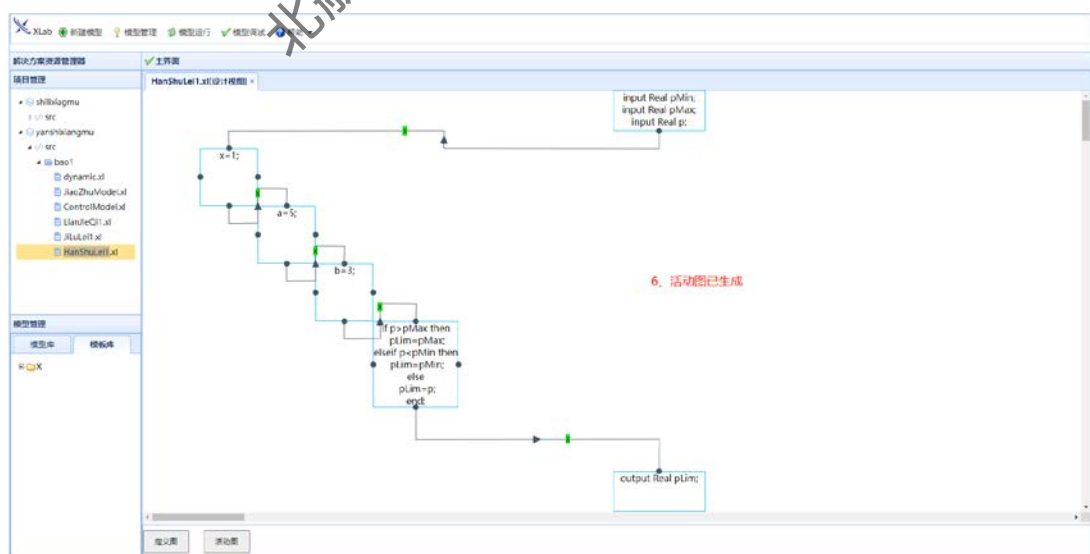 XLab 新建模型 模型管理 模型运行 模型调试 帮助
解决方案资源管理器
主界面
项目管理
HanShuLei1.xl(设计视图) ×
shilixiagmu
src
yanshixiangmu
src
bao1
dynamic.xl
JiaoZhuModel.xl
ControlModel.xl
LianJieQi1.xl
JiLuLei1.xl
HanShuLei1.xl
模型管理
模型库 模板库
X
input Real pMin;
input Real pMax;
input Real p;
X
x=1;
X
a=5;
X
b=3;
X
if p>pMax then
pLim=pMax;
elseif p<pMin then
pLim=pMin;
else
pLim=p;
end;
X
output Real pLim;
6、活动图已生成
定义图 活动图